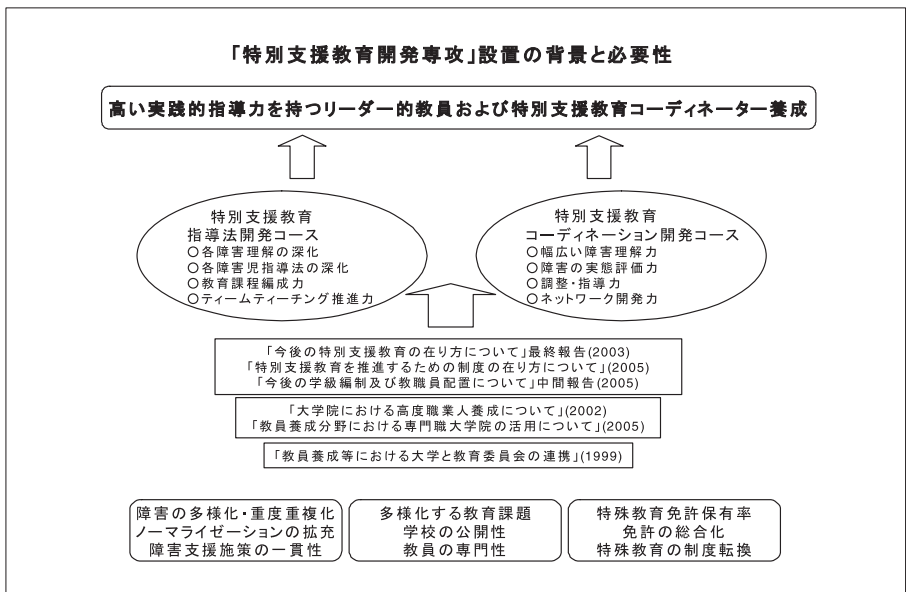 「特別支援教育開発専攻」設置の背景と必要性
高い実践的指導力を持つリーダー的教員および特別支援教育コーディネーター養成
特別支援教育
指導法開発コース
○各障害理解の深化
○各障害児指導法の深化
○教育課程編成力
○ティームティーチング推進力
特別支援教育
コーディネーション開発コース
○幅広い障害理解力
○障害の実態評価力
○調整・指導力
○ネットワーク開発力
「今後の特別支援教育の在り方について」最終報告(2003)
「特別支援教育を推進するための制度の在り方について」(2005)
「今後の学級編制及び教職員配置について」中間報告(2005)
「大学院における高度職業人養成について」(2002)
「教員養成分野における専門職大学院の活用について」(2005)
「教員養成等における大学と教育委員会の連携」(1999)
障害の多様化・重度重複化
ノーマライゼーションの拡充
障害支援施策の一貫性
多様化する教育課題
学校の公開性
教員の専門性
特殊教育免許保有率
免許の総合化
特殊教育の制度転換